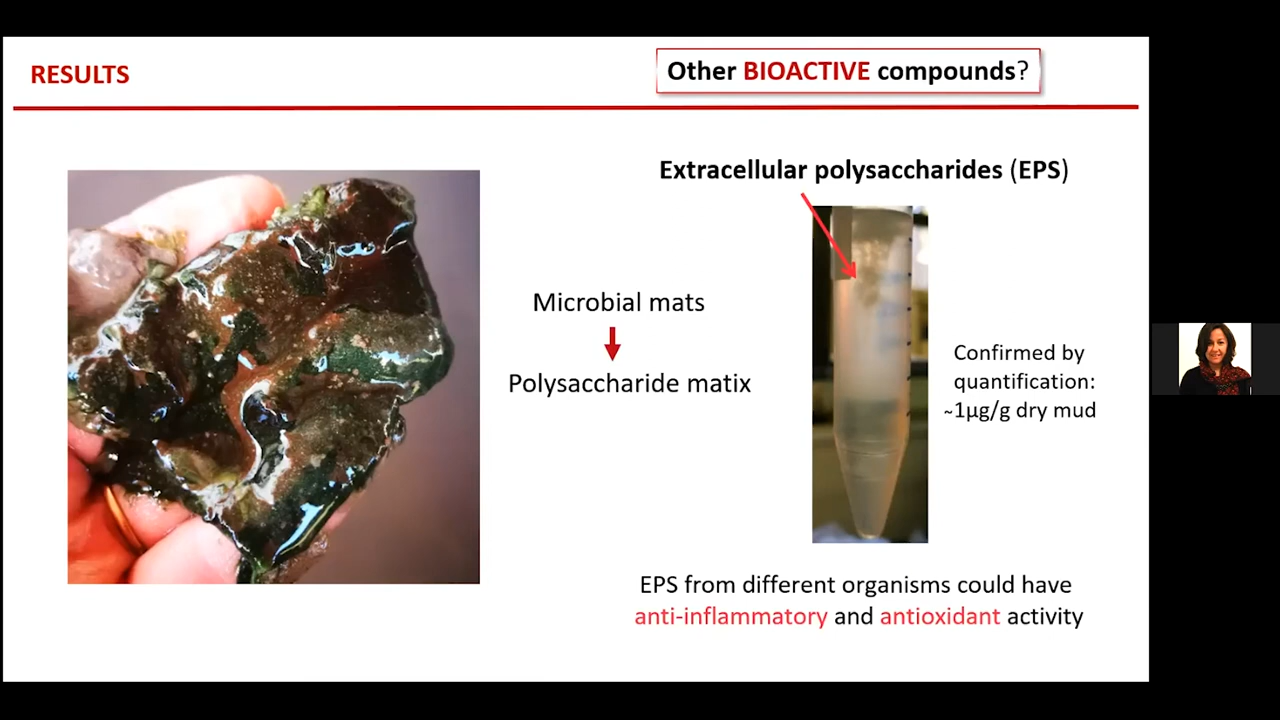 RESULTS
Other BIOACTIVE compounds?
Extracellular polysaccharides (EPS)
Microbial mats
Polysaccharide matix
Confirmed by
quantification:
~1µg/g dry mud
EPS from different organisms could have
anti-inflammatory and antioxidant activity